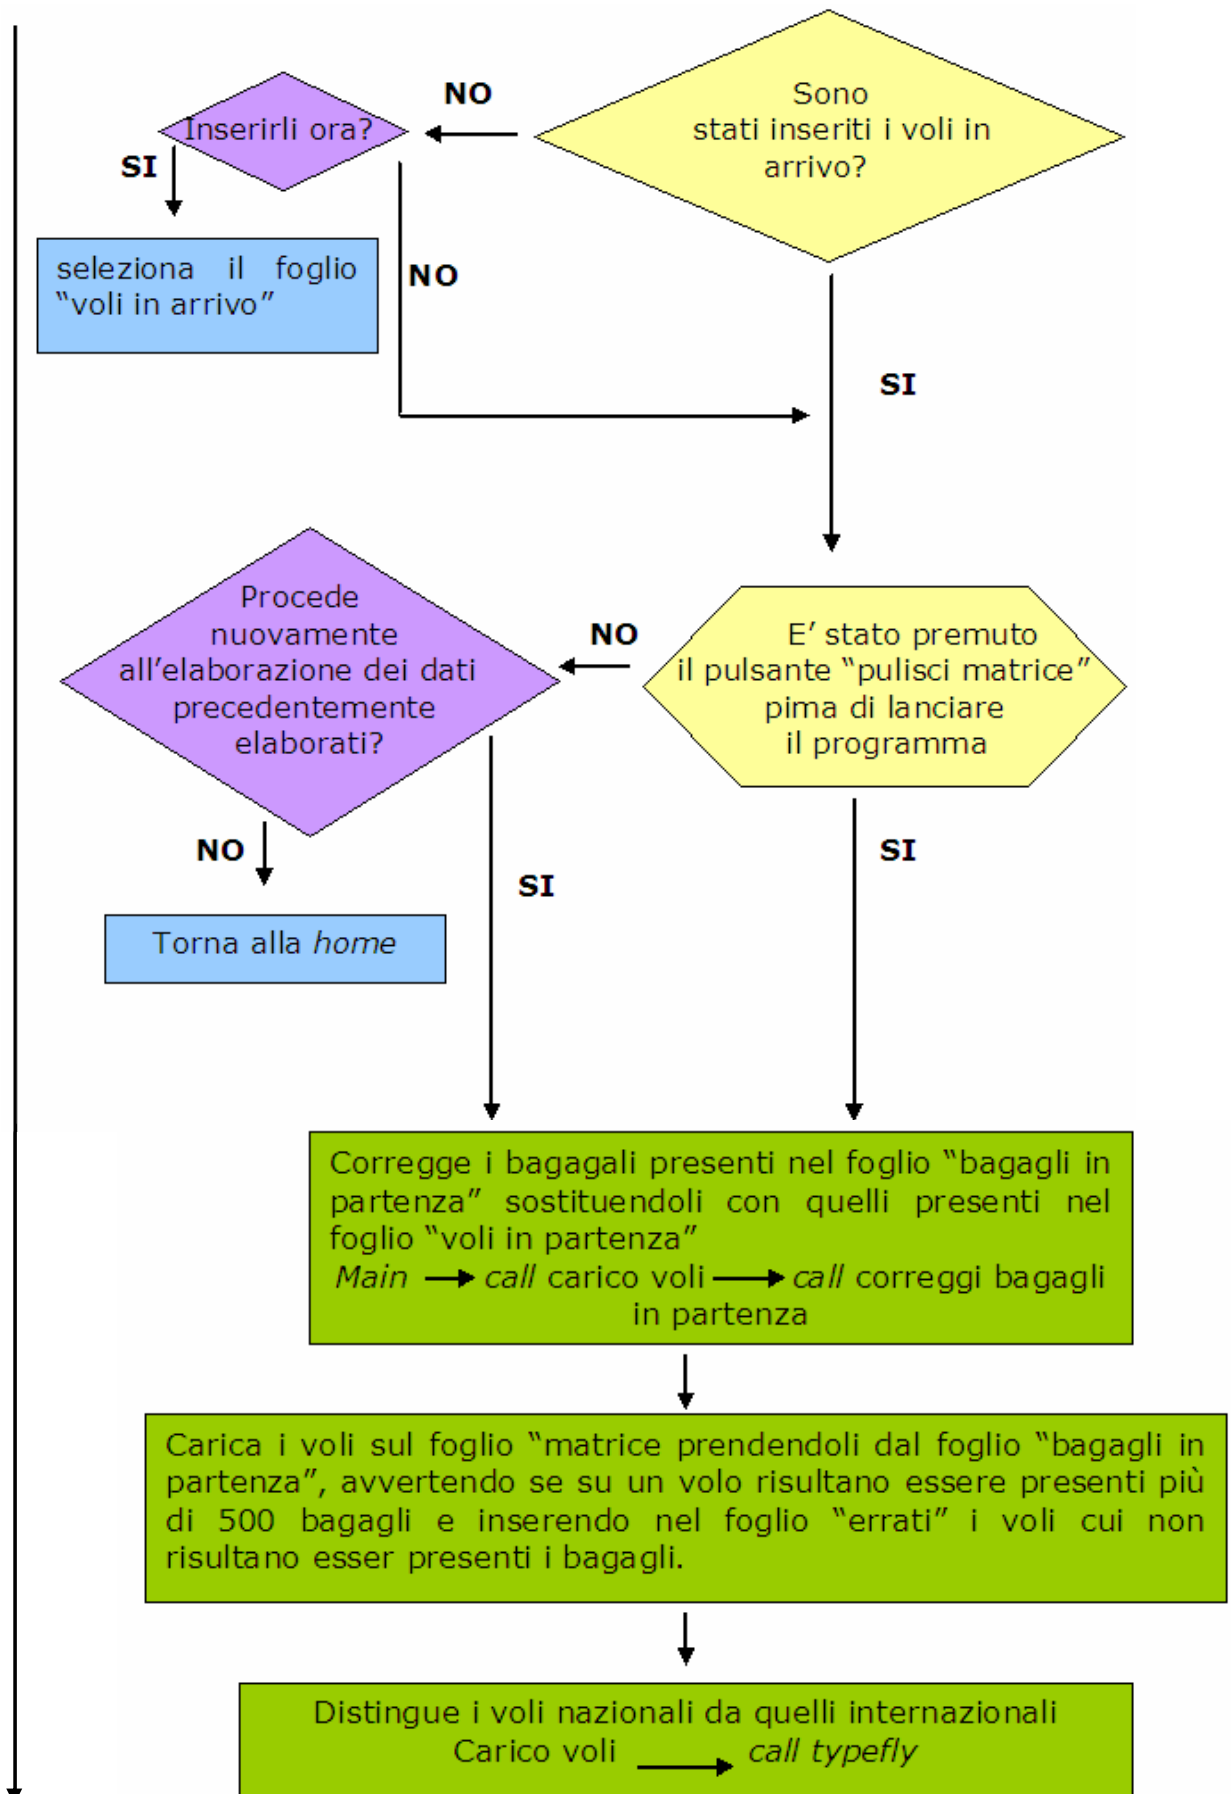 Sono
stati inseriti i voli in
arrivo?
NO
Inserirli ora?
SI
seleziona il foglio
“voli in arrivo”
NO
SI
E’ stato premuto
il pulsante “pulisci matrice”
pima di lanciare
il programma
NO
Procede
nuovamente
all’elaborazione dei dati
precedentemente
elaborati?
NO
SI
SI
Torna alla home
Corregge i bagagali presenti nel foglio “bagagli in
partenza” sostituendoli con quelli presenti nel
foglio “voli in partenza”
Main → call carico voli → call correggi bagagli
in partenza
Carica i voli sul foglio “matrice prendendoli dal foglio “bagagli in
partenza”, avvertendo se su un volo risultano essere presenti più
di 500 bagagli e inserendo nel foglio “errati” i voli cui non
risultano esser presenti i bagagli.
Distingue i voli nazionali da quelli internazionali
Carico voli → call typefly